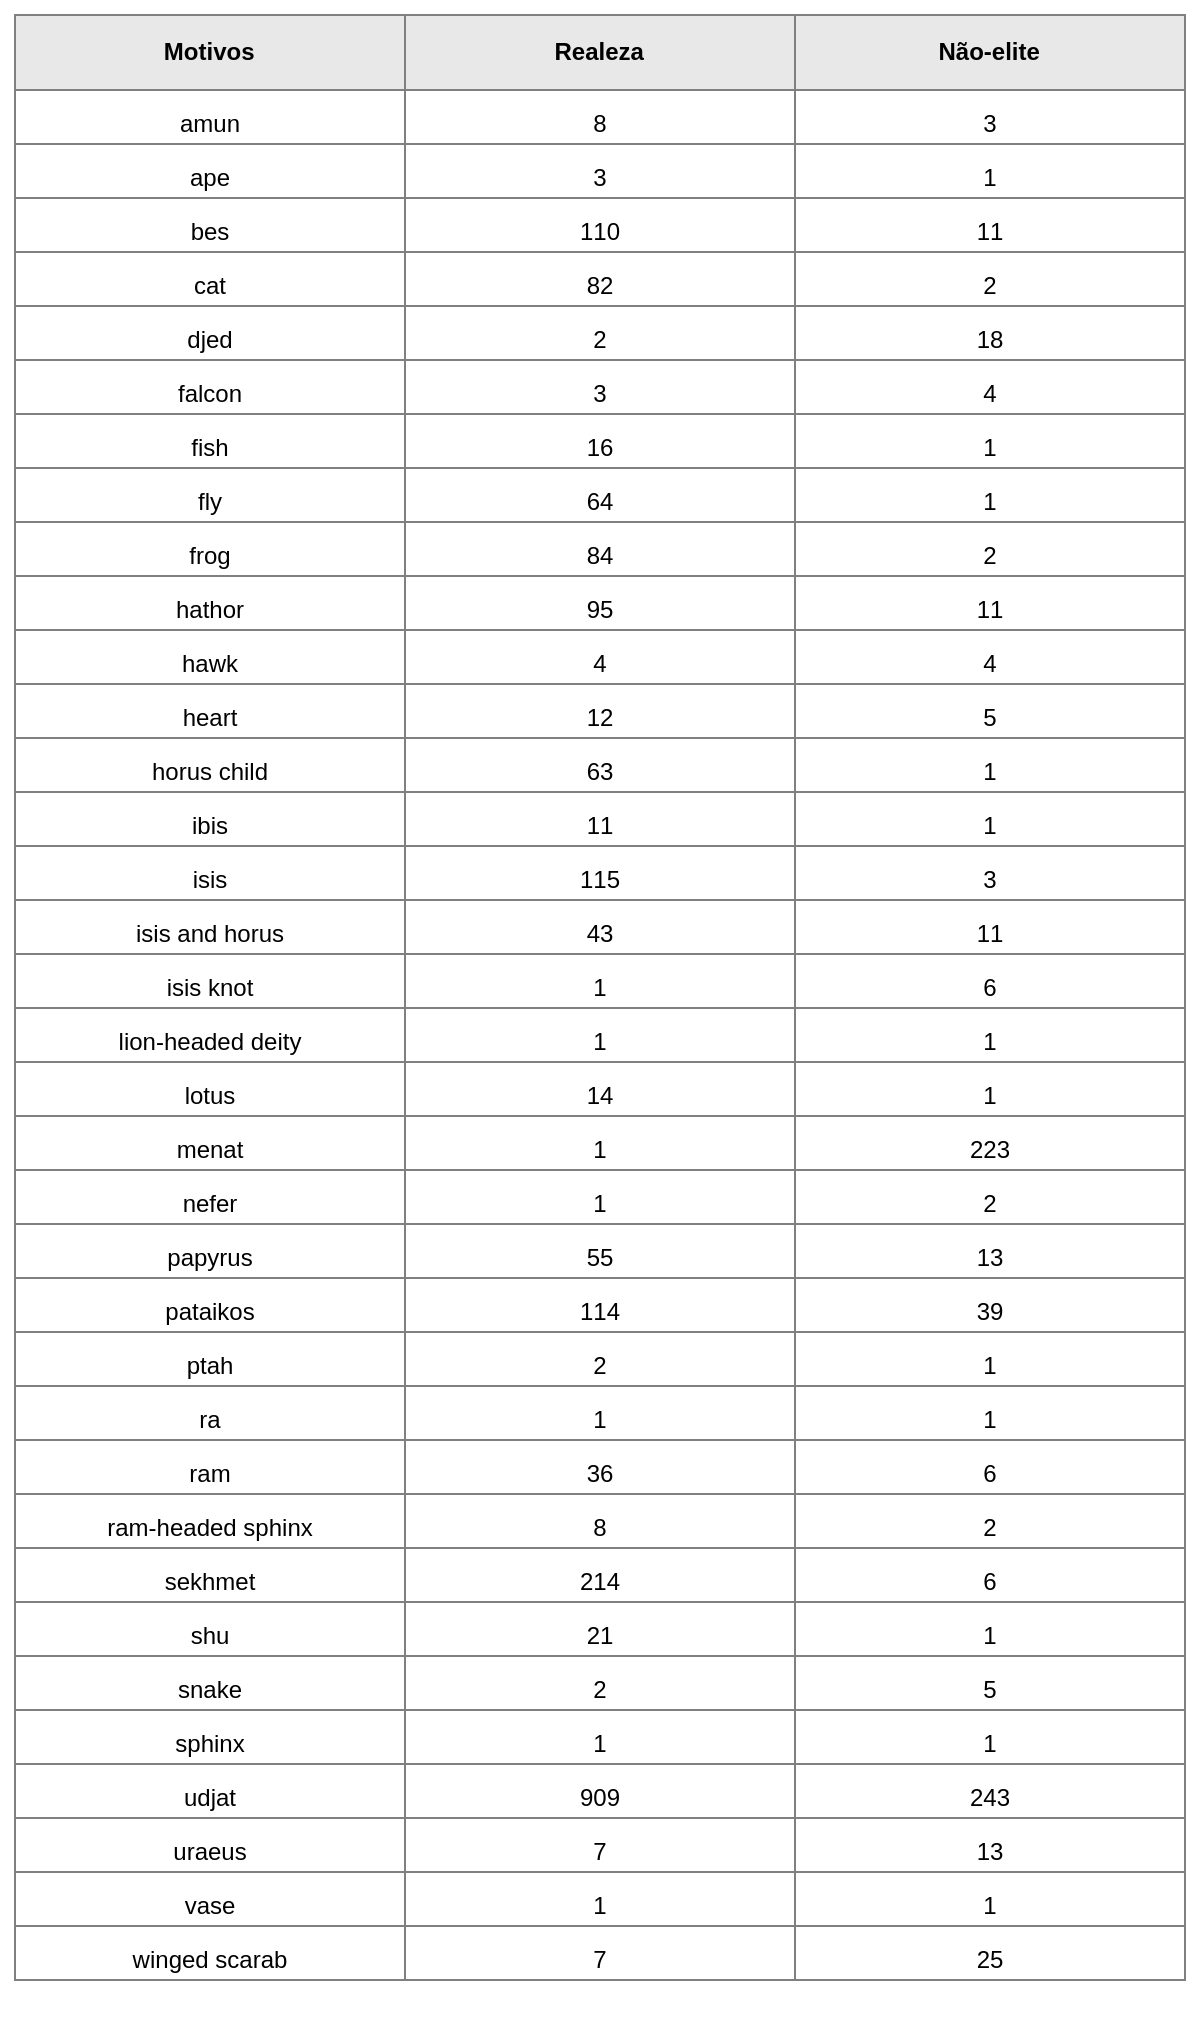 Motivos Realeza Não-elite
amun 8 3
ape 3 1
bes 110 11
cat 82 2
djed 2 18
falcon 3 4
fish 16 1
fly 64 1
frog 84 2
hathor 95 11
hawk 4 4
heart 12 5
horus child 63 1
ibis 11 1
isis 115 3
isis and horus 43 11
isis knot 1 6
lion-headed deity 1 1
lotus 14 1
menat 1 223
nefer 1 2
papyrus 55 13
pataikos 114 39
ptah 2 1
ra 1 1
ram 36 6
ram-headed sphinx 8 2
sekhmet 214 6
shu 21 1
snake 2 5
sphinx 1 1
udjat 909 243
uraeus 7 13
vase 1 1
winged scarab 7 25